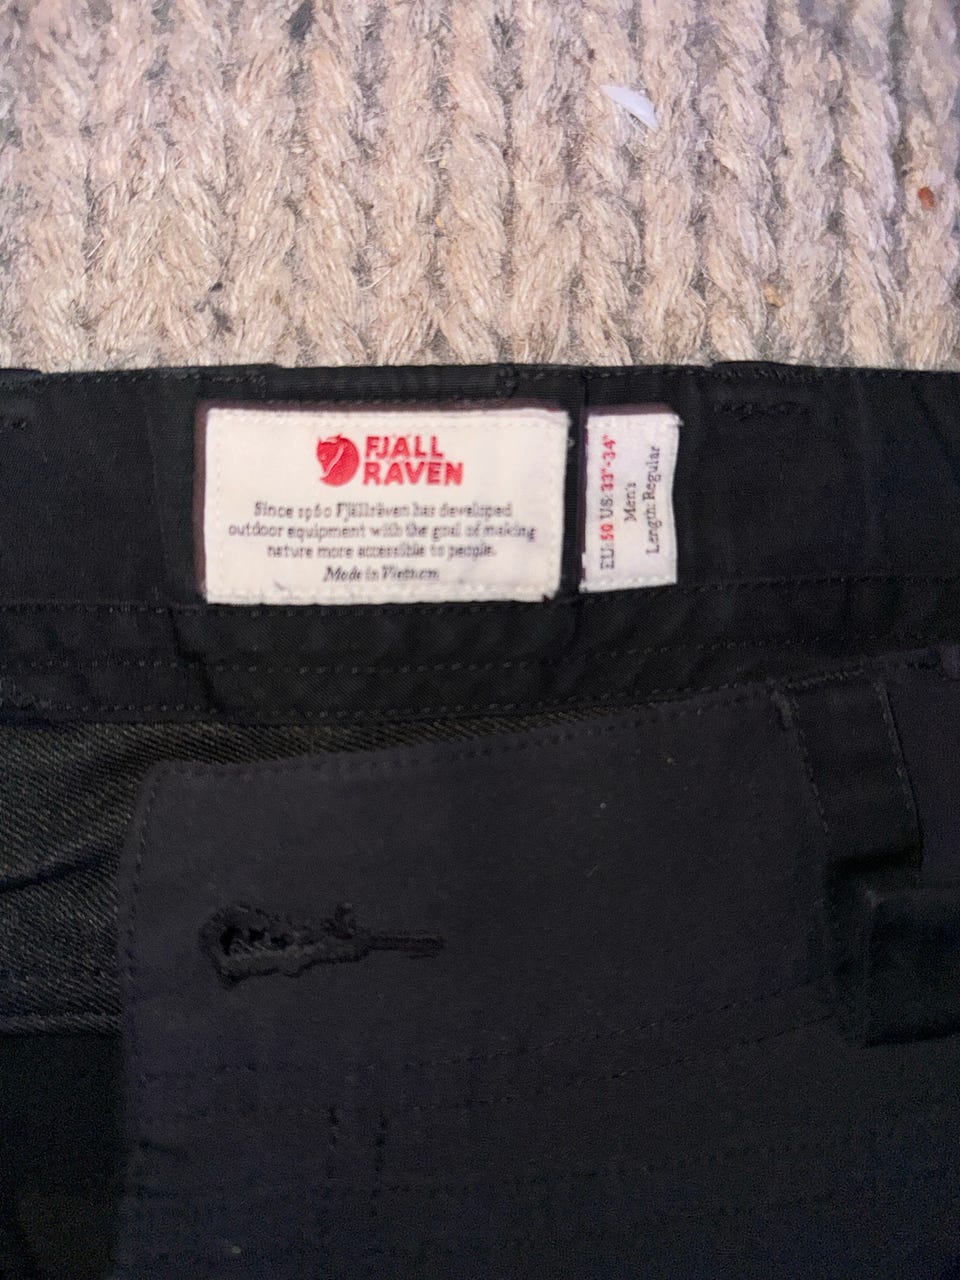 FJÄLL
RÄVEN
Since 1960 Fjällräven has developed
outdoor equipment with the goal of making
nature more accessible to people.
Made in Vietnam
EU: 50 US: 33"-34"
Men's
Length: Regular